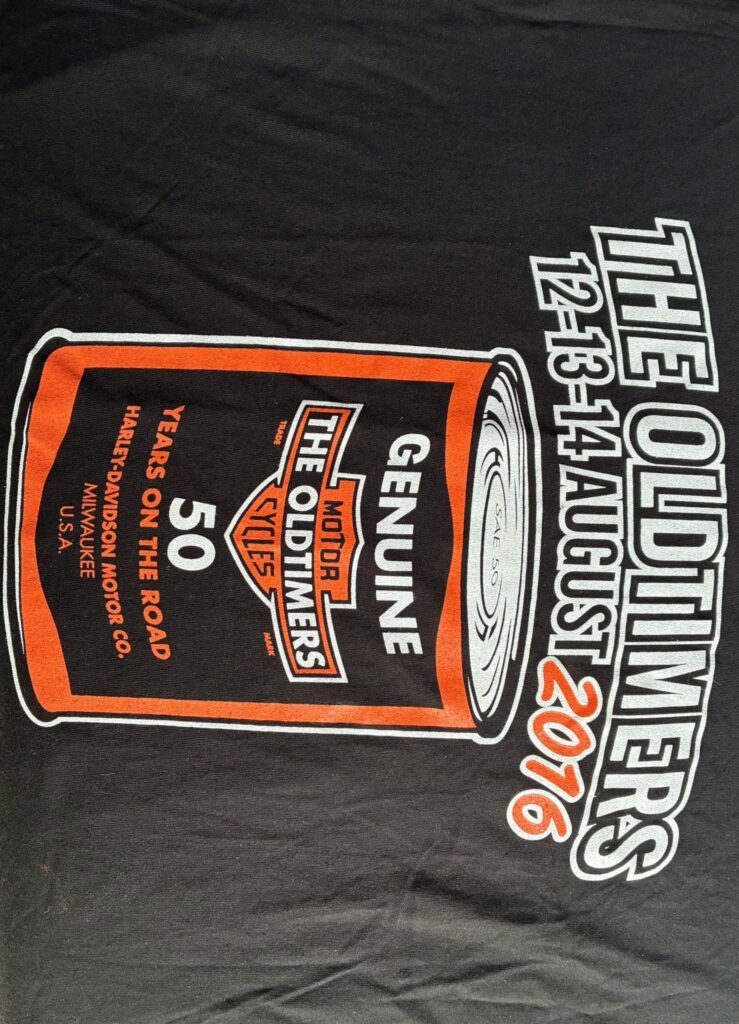 THE OLDTIMERS
12-13-14 AUGUST 2016
SAE 50
GENUINE
MOTOR
THE OLDTIMERS
CYCLES
TRADE
MARK
50
YEARS ON THE ROAD
HARLEY-DAVIDSON MOTOR CO.
MILWAUKEE
U.S.A.